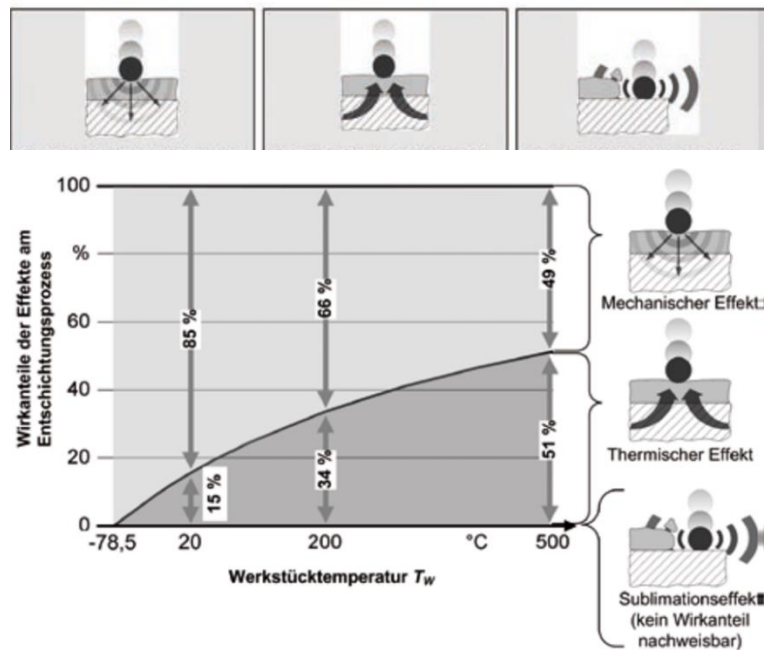 100
%
60
40
20
0
Wirkanteile der Effekte am
Entschichtungsprozess
85 %
15 %
66 %
34 %
49 %
51 %
-78,5
20
200
°C
500
Werkstücktemperatur TW
Mechanischer Effekt
Thermischer Effekt
Sublimationseffekt
(kein Wirkanteil
nachweisbar)